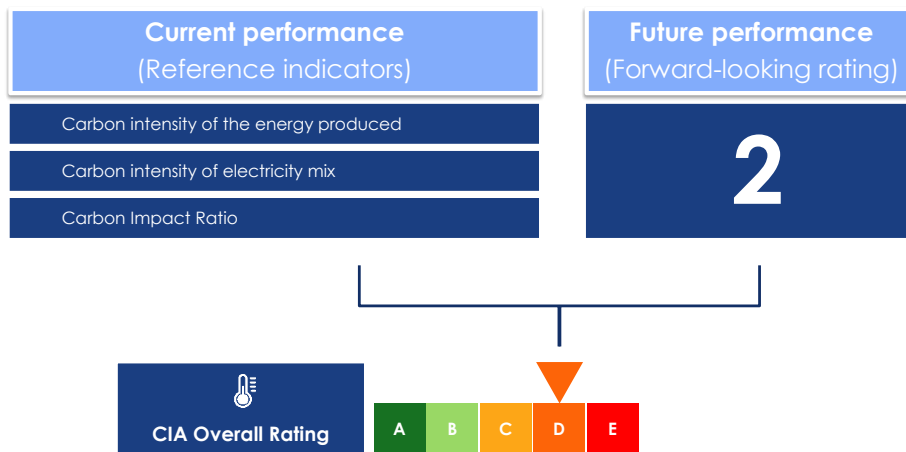 Current performance
(Reference indicators)
Future performance
(Forward-looking rating)
Carbon intensity of the energy produced
Carbon intensity of electricity mix
Carbon Impact Ratio
2
CIA Overall Rating
A B C D E